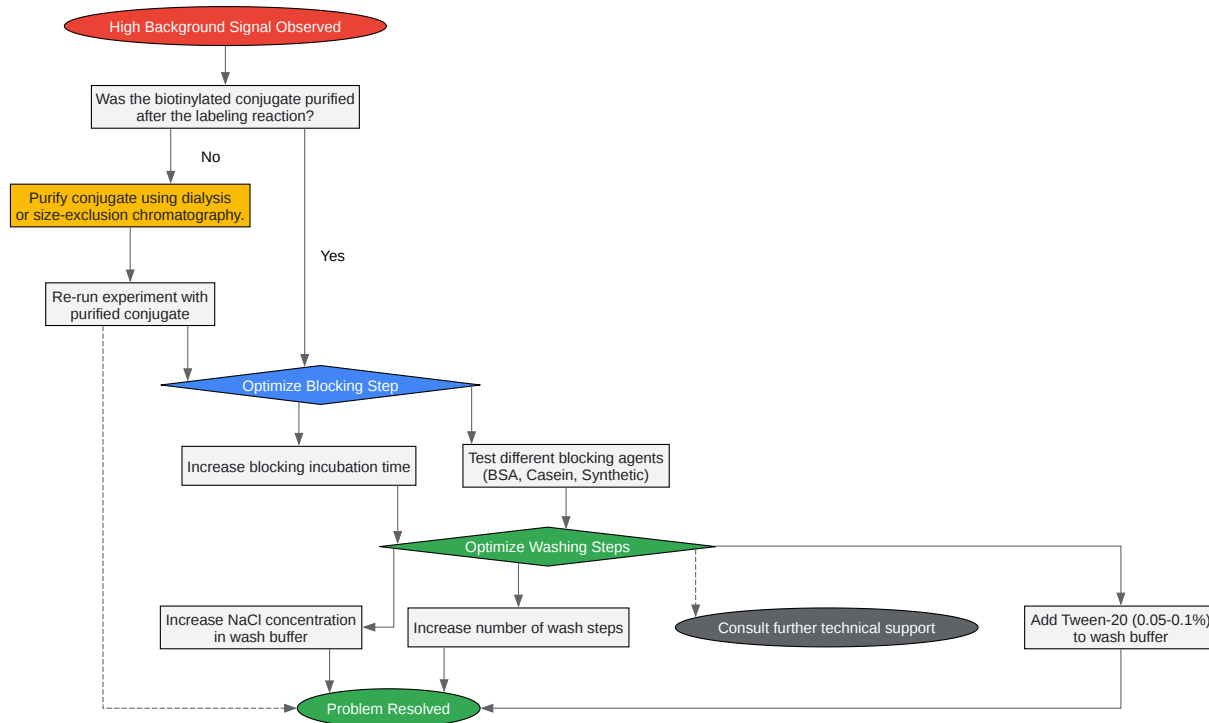 High Background Signal Observed
Was the biotinylated conjugate purified
after the labeling reaction?
No
Purify conjugate using dialysis
or size-exclusion chromatography.
Yes
Re-run experiment with
purified conjugate
Optimize Blocking Step
Increase blocking incubation time
Test different blocking agents
(BSA, Casein, Synthetic)
Optimize Washing Steps
Increase NaCl concentration
in wash buffer
Increase number of wash steps
Consult further technical support
Add Tween-20 (0.05-0.1%)
to wash buffer
Problem Resolved